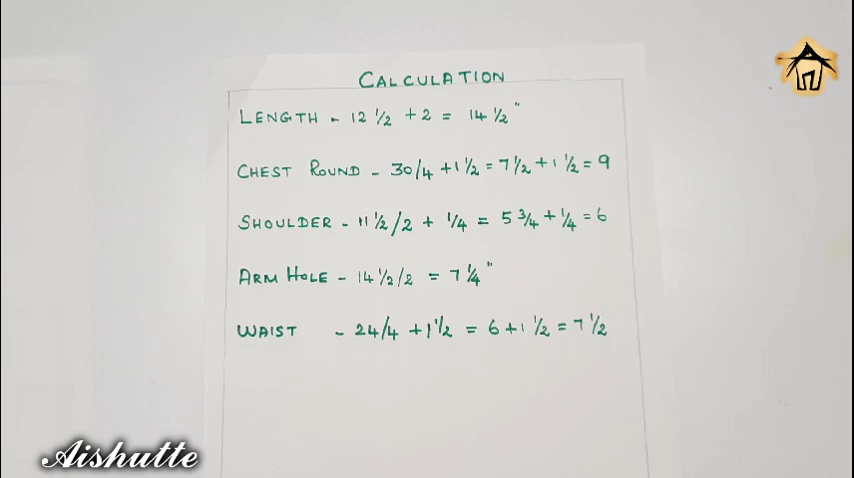 CALCULATION
LENGTH - 12 1/2 + 2 = 14 1/2"
CHEST ROUND - 30/4 + 1 1/2 = 7 1/2 + 1 1/2 = 9
SHOULDER - 11 1/2/2 + 1/4 = 5 3/4 + 1/4 = 6
ARM HOLE - 14 1/2/2 = 7 1/4"
WAIST - 24/4 + 1 1/2 = 6 + 1 1/2 = 7 1/2
Aishutte